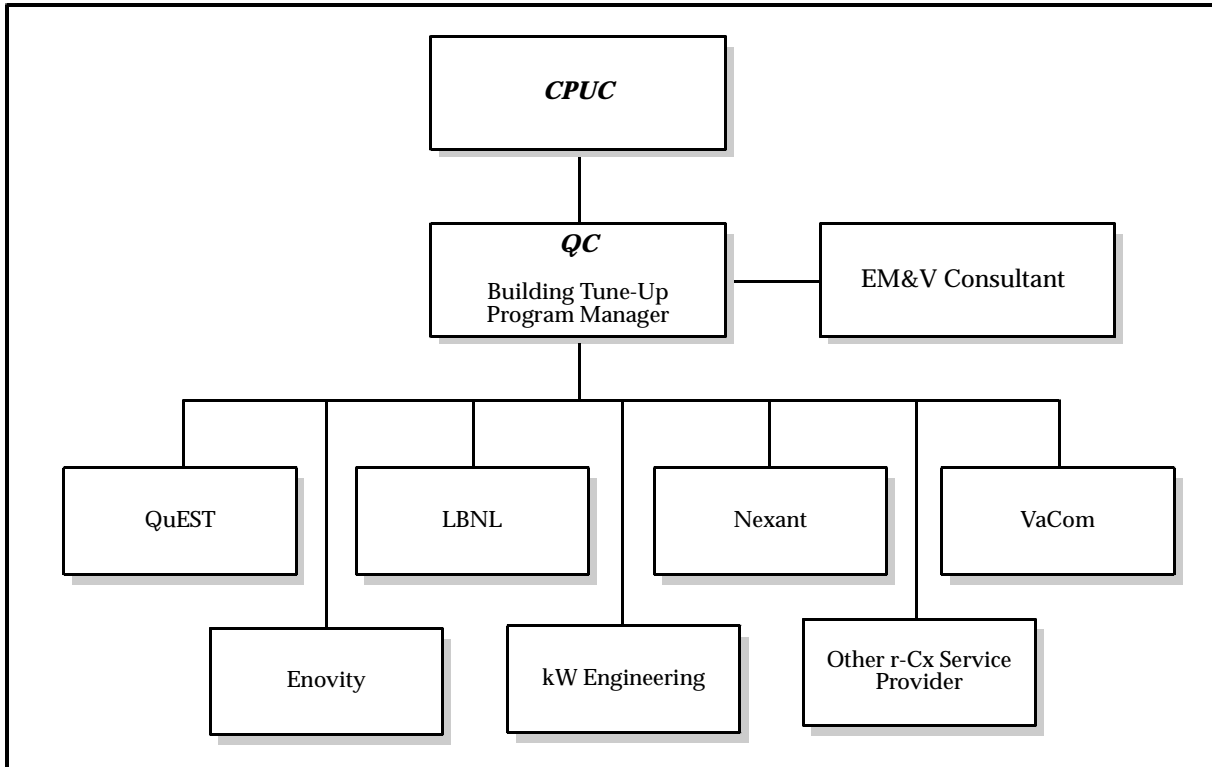 CPUC
QC
Building Tune-Up
Program Manager
EM&V Consultant
QuEST
LBNL
Nexant
VaCom
Enovity
kW Engineering
Other r-Cx Service
Provider